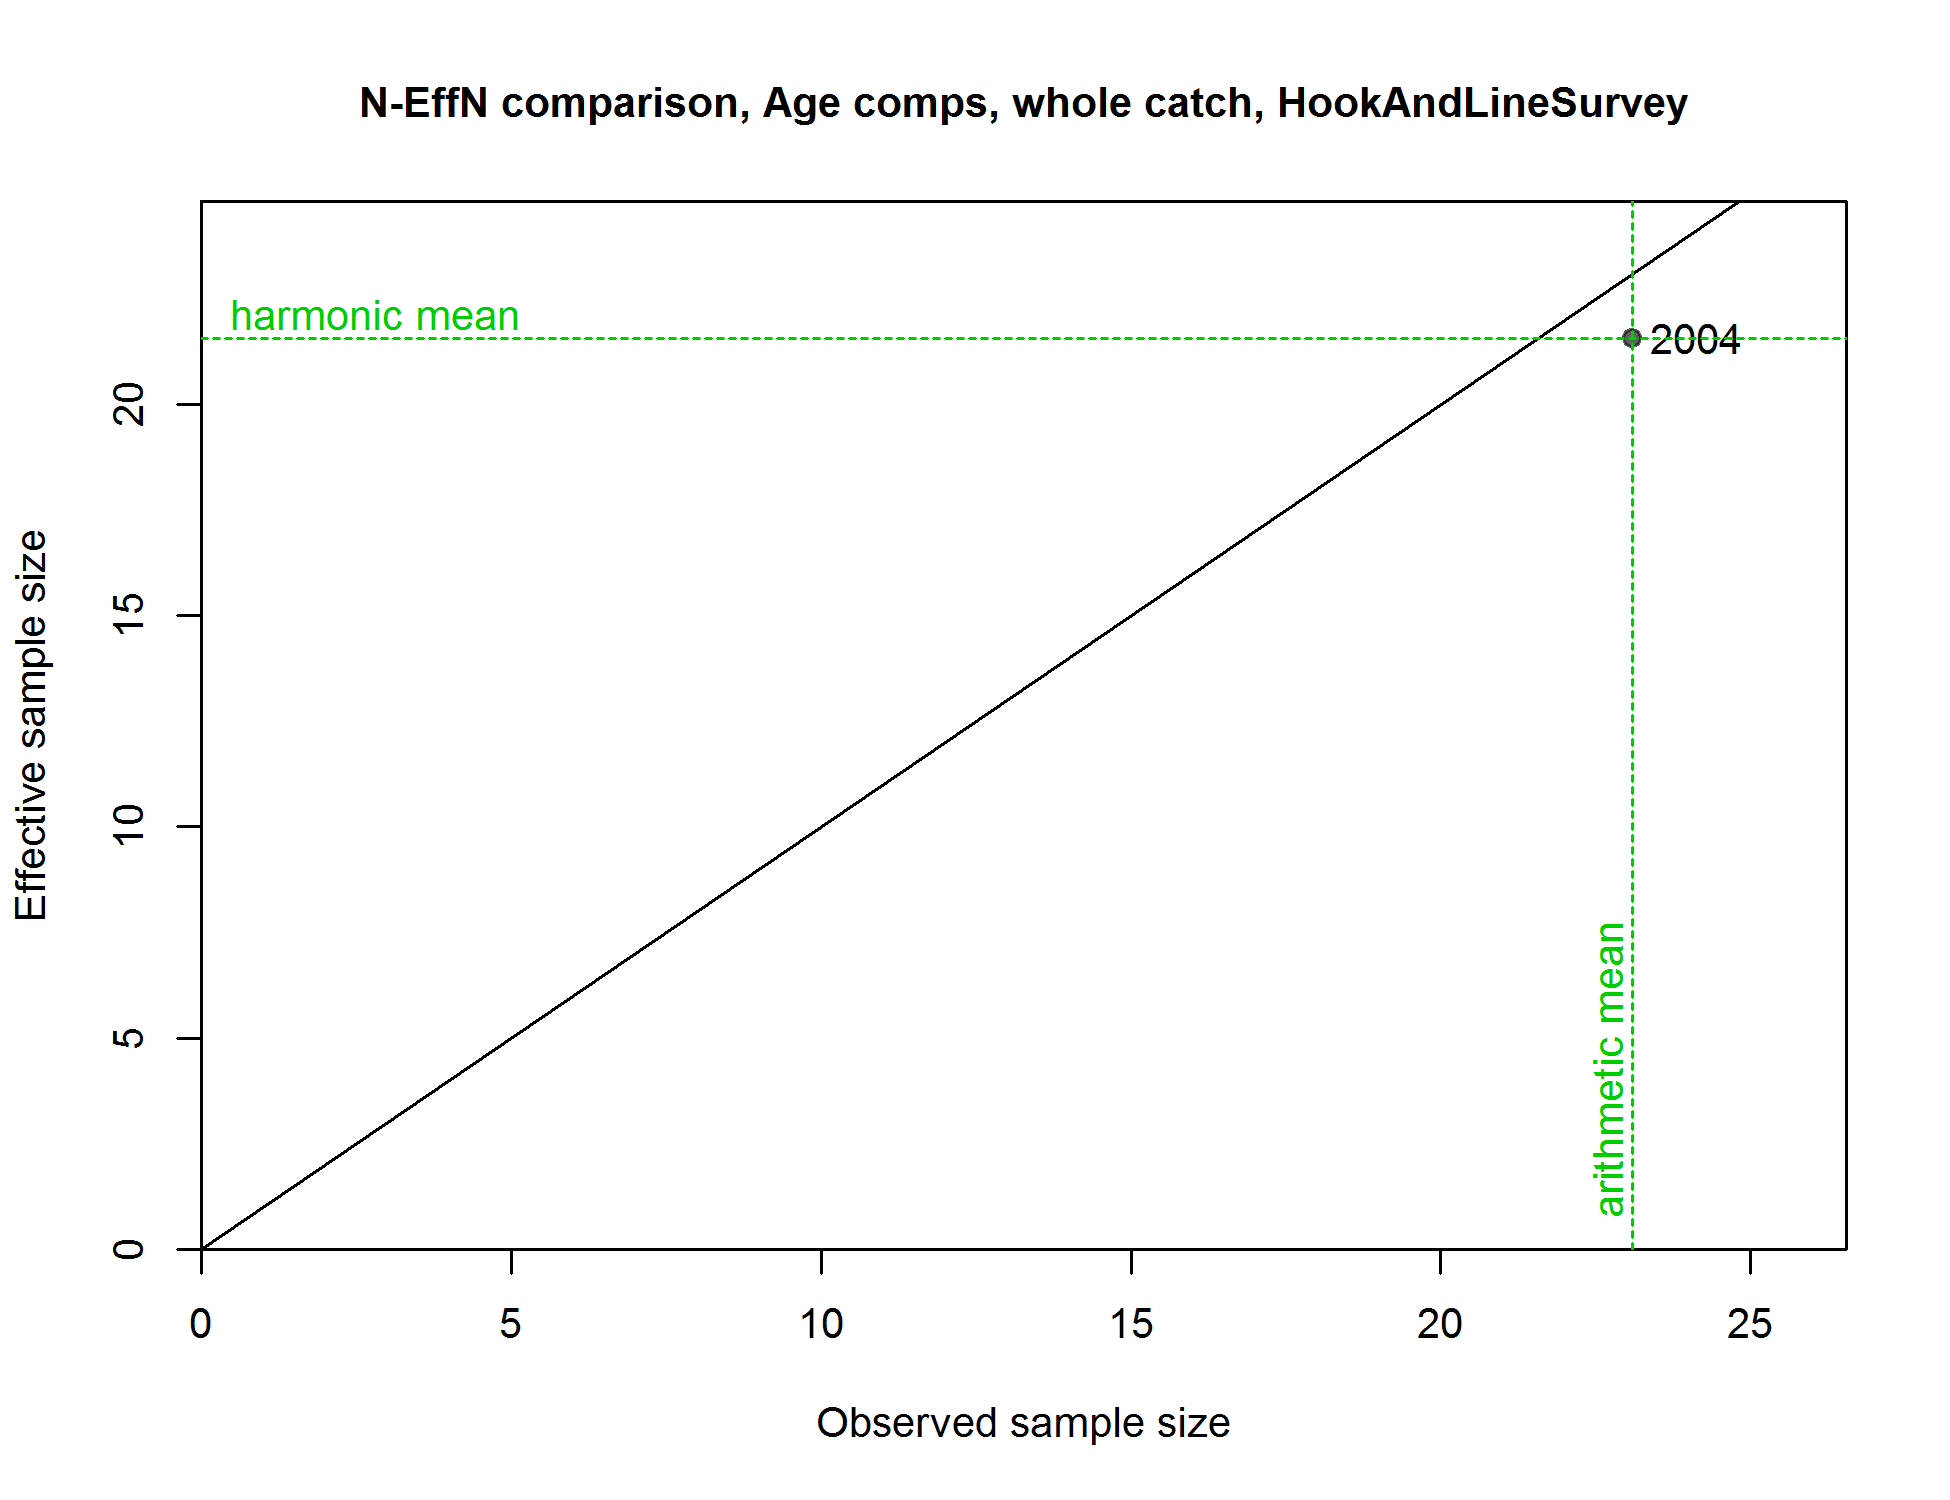 N-EffN comparison, Age comps, whole catch, HookAndLineSurvey
harmonic mean
2004
arithmetic mean
Effective sample size
20
15
10
5
0
0 5 10 15 20 25
Observed sample size